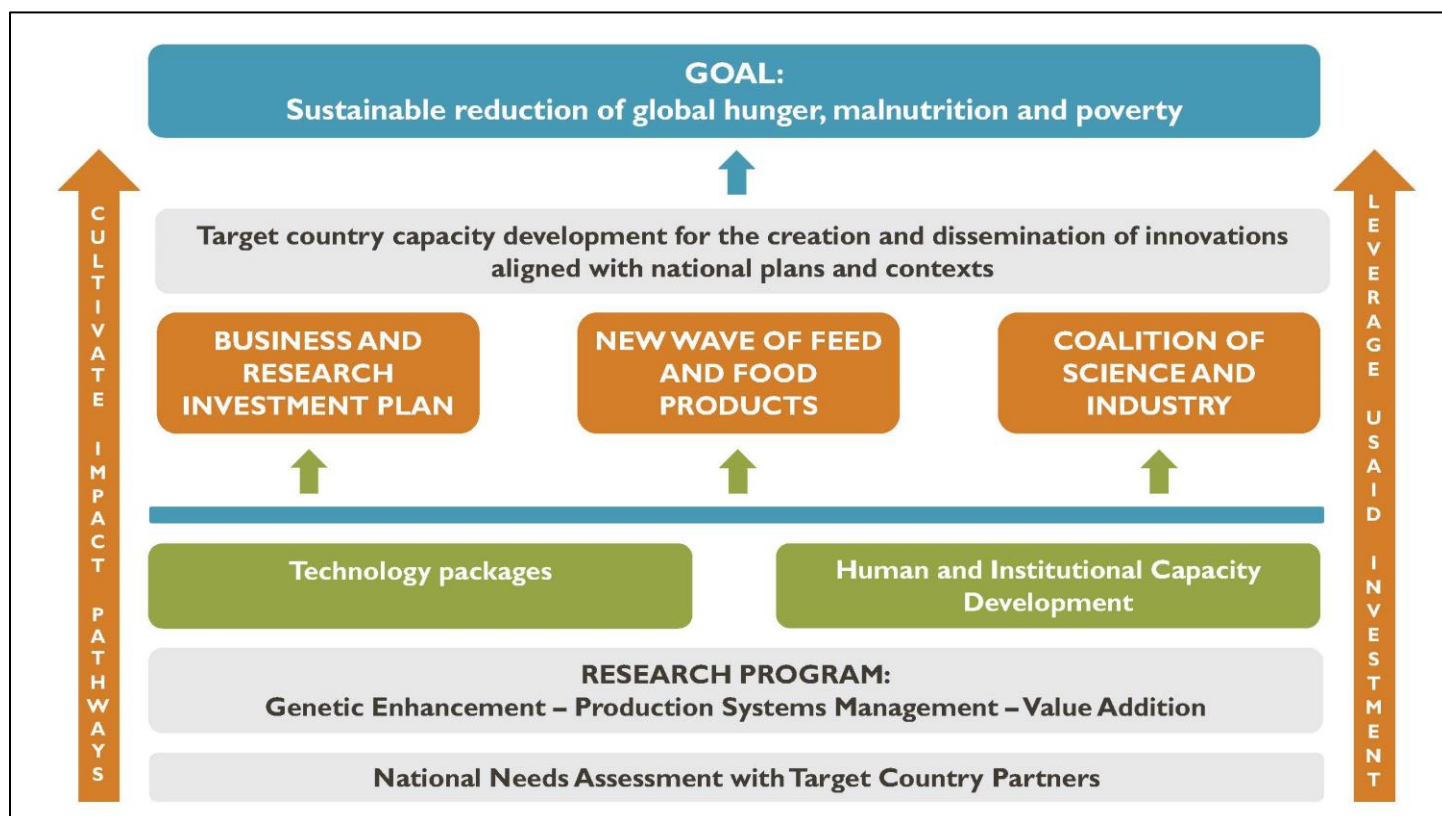 GOAL:
Sustainable reduction of global hunger, malnutrition and poverty
CULTIVATE IMPACT PATHWAYS
LEVERAGE USAID INVESTMENT
Target country capacity development for the creation and dissemination of innovations
aligned with national plans and contexts
BUSINESS AND
RESEARCH
INVESTMENT PLAN
NEW WAVE OF FEED
AND FOOD
PRODUCTS
COALITION OF
SCIENCE AND
INDUSTRY
Technology packages
Human and Institutional Capacity
Development
RESEARCH PROGRAM:
Genetic Enhancement – Production Systems Management – Value Addition
National Needs Assessment with Target Country Partners